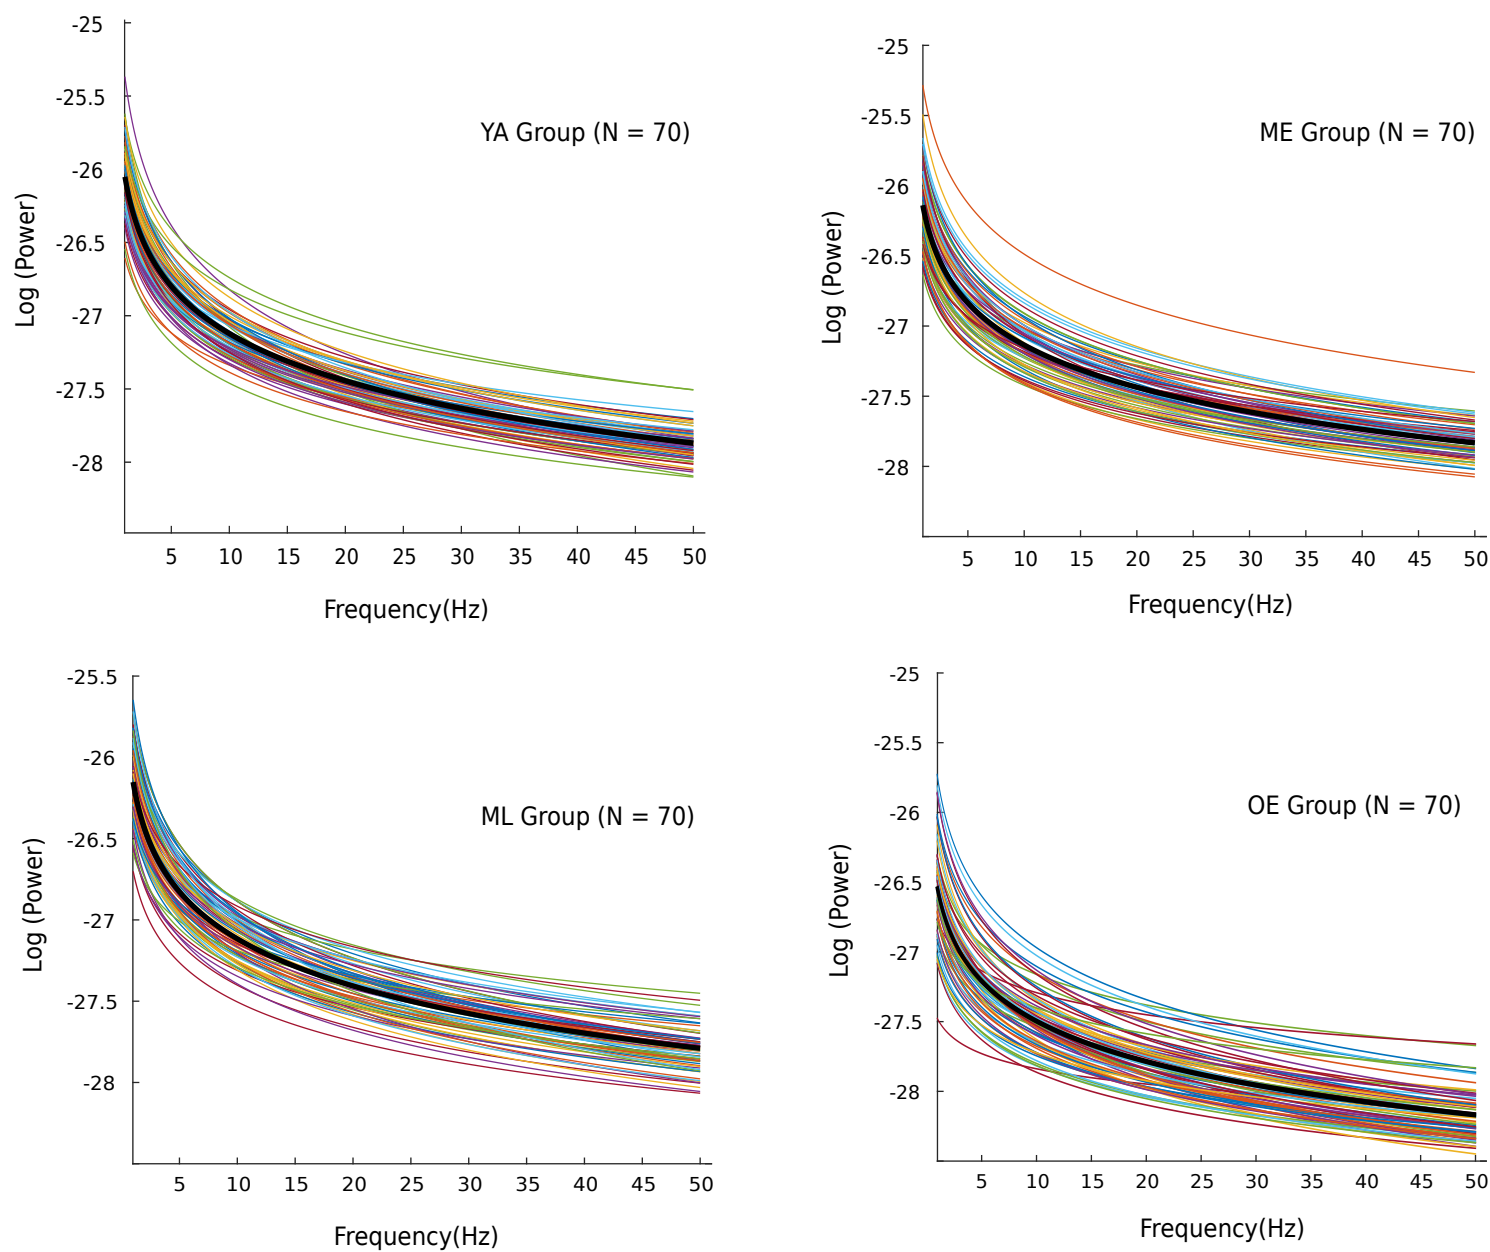 -25
-25.5
-26
-26.5
-27
-27.5
-28
Log (Power)
YA Group (N = 70)
5 10 15 20 25 30 35 40 45 50
Frequency(Hz)
-25
-25.5
-26
-26.5
-27
-27.5
-28
Log (Power)
ME Group (N = 70)
5 10 15 20 25 30 35 40 45 50
Frequency(Hz)
-25.5
-26
-26.5
-27
-27.5
-28
Log (Power)
ML Group (N = 70)
5 10 15 20 25 30 35 40 45 50
Frequency(Hz)
-25
-25.5
-26
-26.5
-27
-27.5
-28
Log (Power)
OE Group (N = 70)
5 10 15 20 25 30 35 40 45 50
Frequency(Hz)